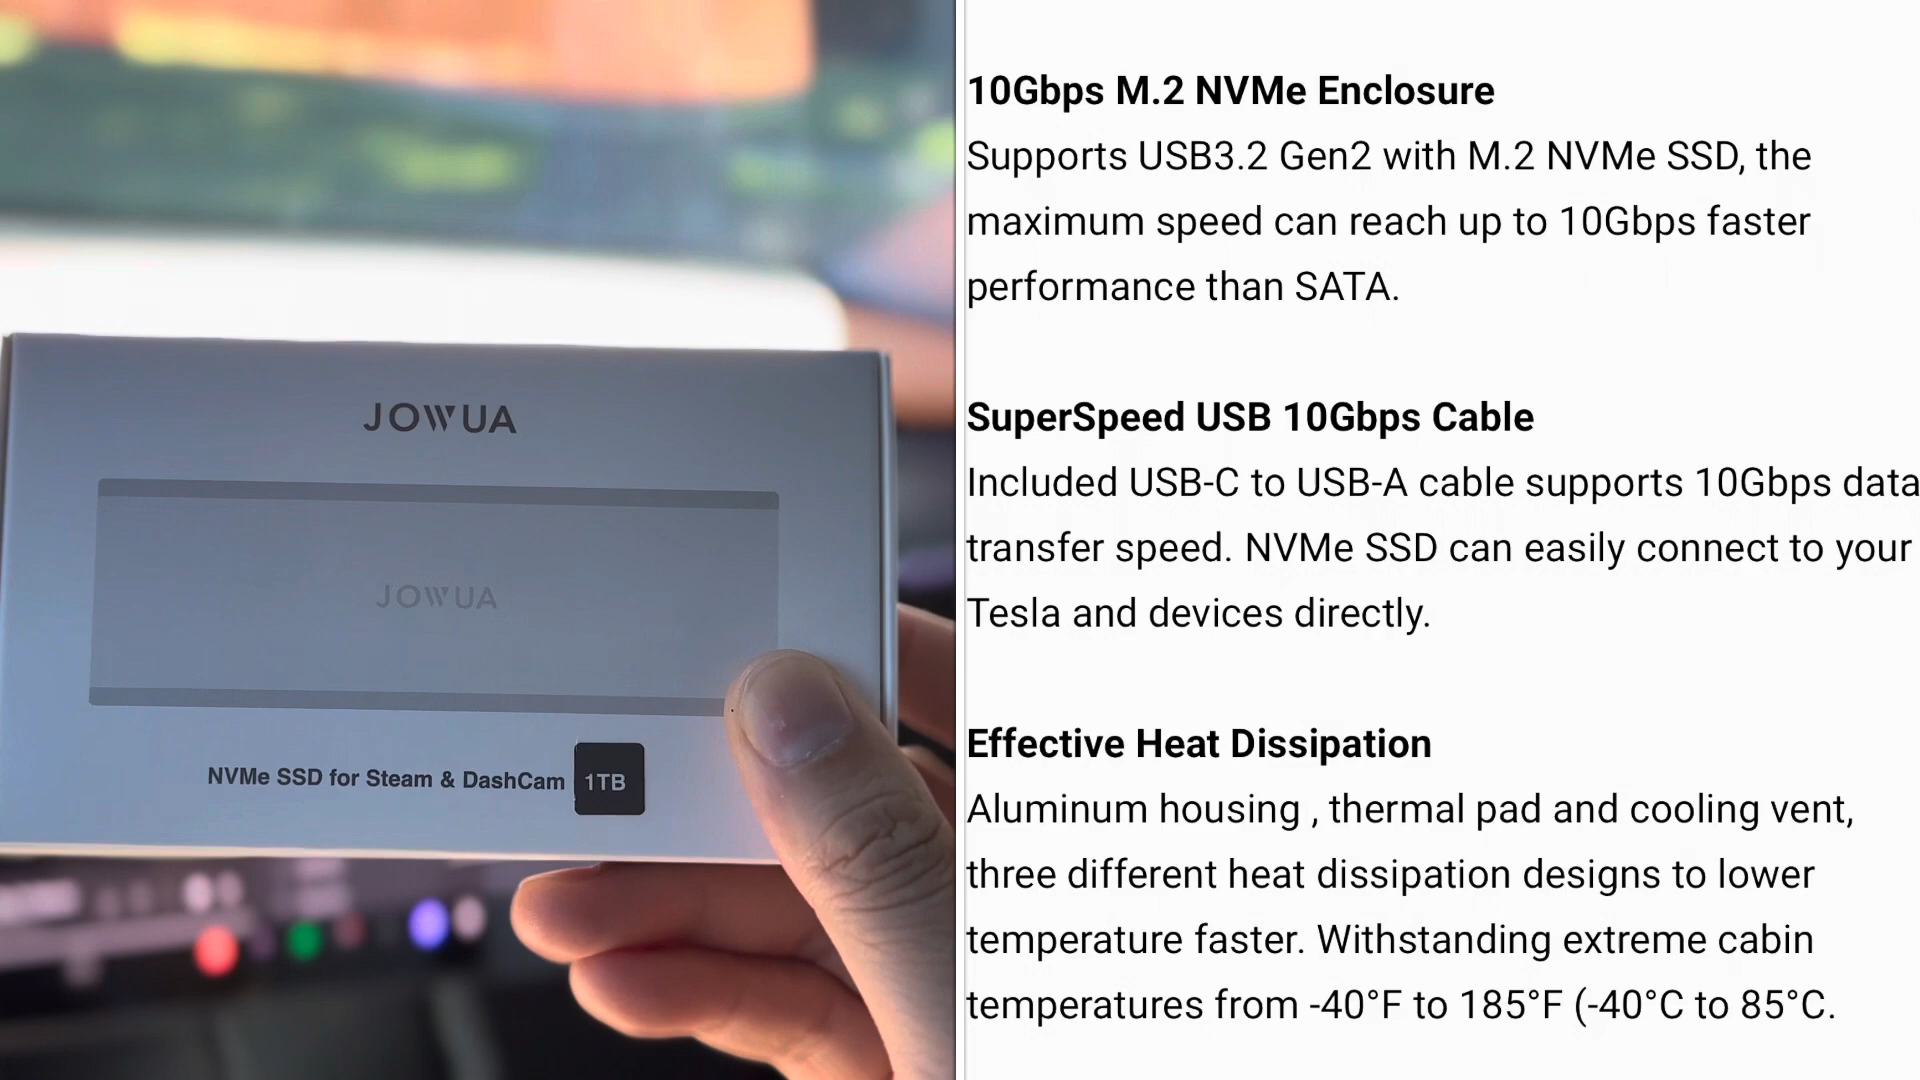 JOWUA
JOWUA
NVMe SSD for Steam & DashCam 1TB
10Gbps M.2 NVMe Enclosure
Supports USB3.2 Gen2 with M.2 NVMe SSD, the
maximum speed can reach up to 10Gbps faster
performance than SATA.
SuperSpeed USB 10Gbps Cable
Included USB-C to USB-A cable supports 10Gbps data
transfer speed. NVMe SSD can easily connect to your
Tesla and devices directly.
Effective Heat Dissipation
Aluminum housing , thermal pad and cooling vent,
three different heat dissipation designs to lower
temperature faster. Withstanding extreme cabin
temperatures from -40°F to 185°F (-40°C to 85°C.